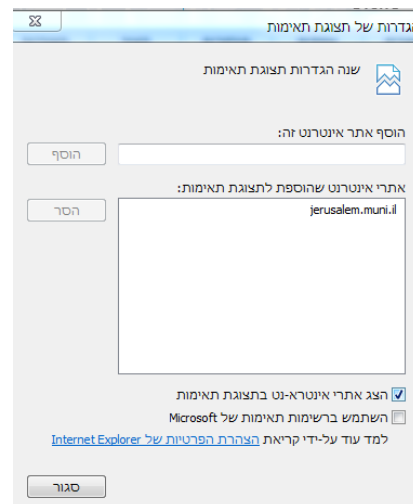 גדרות של תצוגת תאימות
שנה הגדרות תצוגת תאימות
הוסף אתר אינטרנט זה:
הוסף
אתרי אינטרנט שהוספת לתצוגת תאימות:
jerusalem.muni.il
הסר
הצג אתרי אינטרא-נט בתצוגת תאימות
השתמש ברשימות תאימות של Microsoft
למד עוד על-ידי קריאת הצהרת הפרטיות של Internet Explorer
סגור